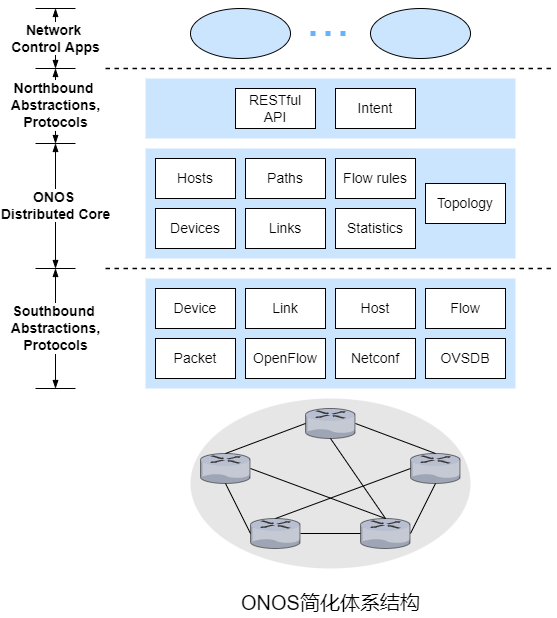 Network
Control Apps
Northbound
Abstractions,
Protocols
RESTful
API
Intent
ONOS
Distributed Core
Hosts
Paths
Flow rules
Topology
Devices
Links
Statistics
Southbound
Abstractions,
Protocols
Device
Link
Host
Flow
Packet
OpenFlow
Netconf
OVSDB
ONOS简化体系结构